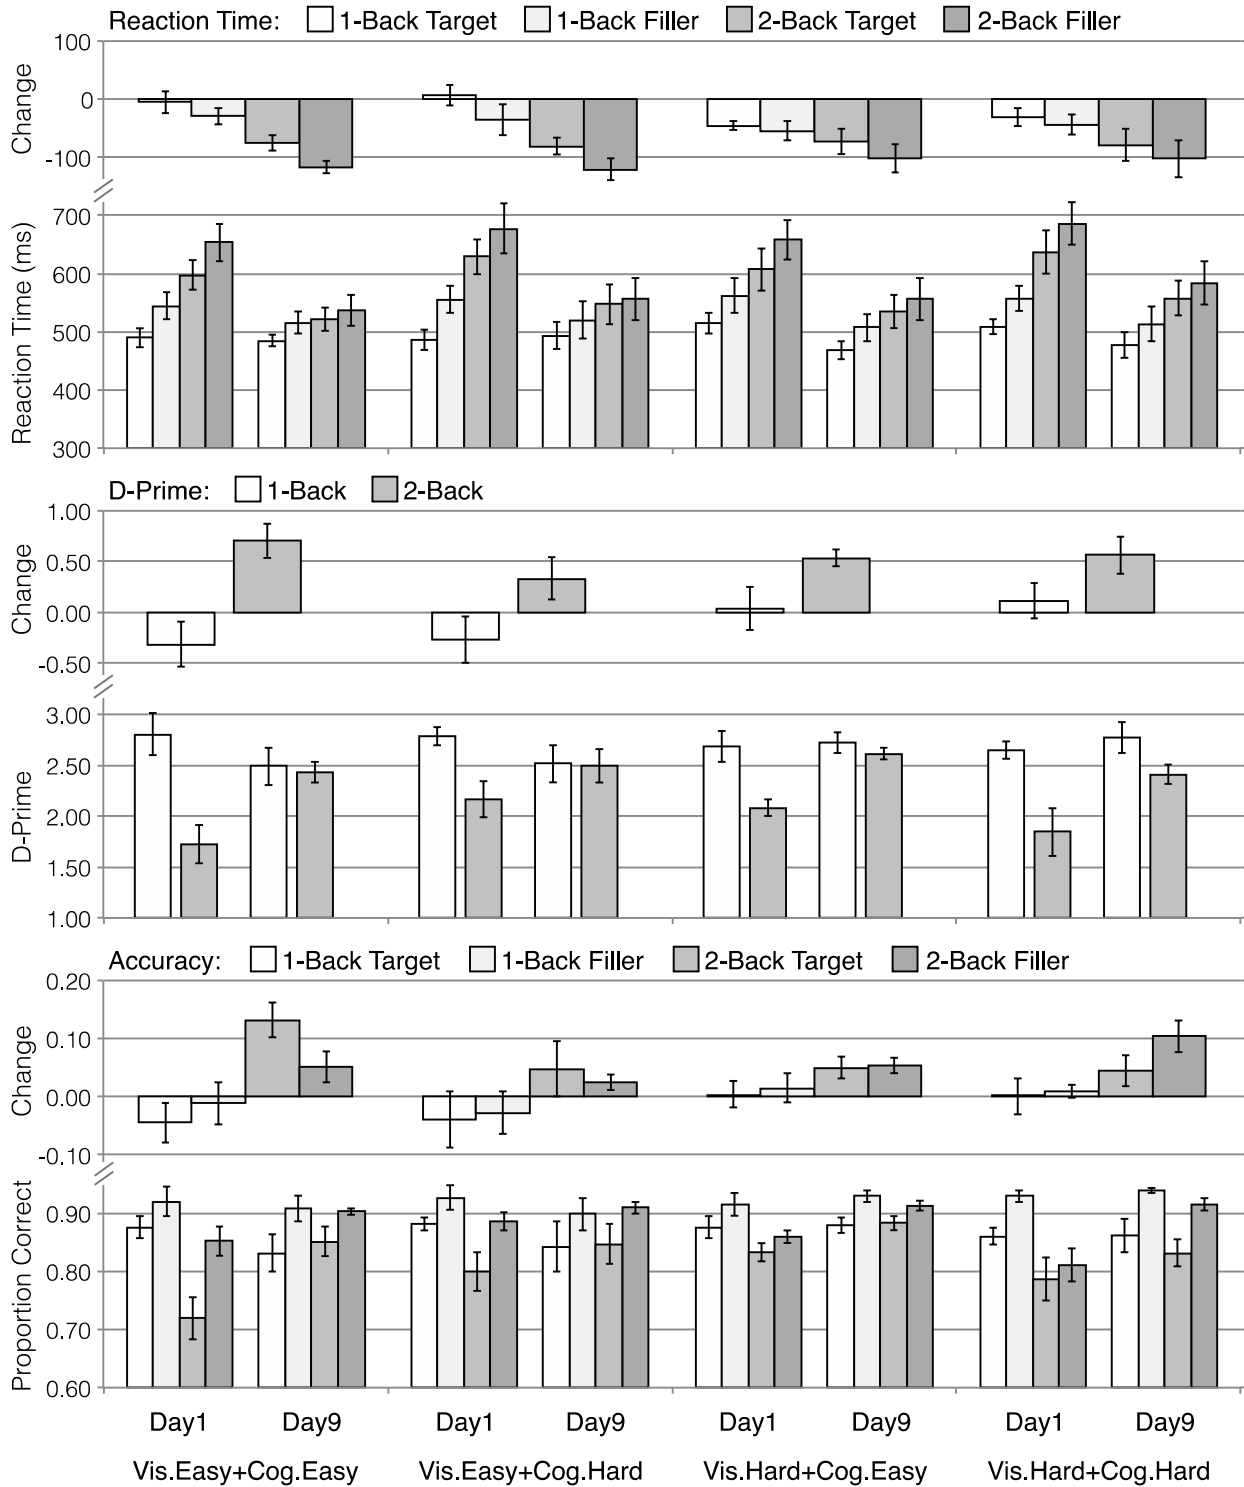 Reaction Time: 1-Back Target 1-Back Filler 2-Back Target 2-Back Filler
Change
100
0
-100
Reaction Time (ms)
700
600
500
400
300
D-Prime: 1-Back 2-Back
Change
1.00
0.50
0.00
-0.50
D-Prime
3.00
2.50
2.00
1.50
1.00
Accuracy: 1-Back Target 1-Back Filler 2-Back Target 2-Back Filler
Change
0.20
0.10
0.00
-0.10
Proportion Correct
0.90
0.80
0.70
0.60
Day1 Day9 Day1 Day9 Day1 Day9 Day1 Day9
Vis.Easy+Cog.Easy Vis.Easy+Cog.Hard Vis.Hard+Cog.Easy Vis.Hard+Cog.Hard